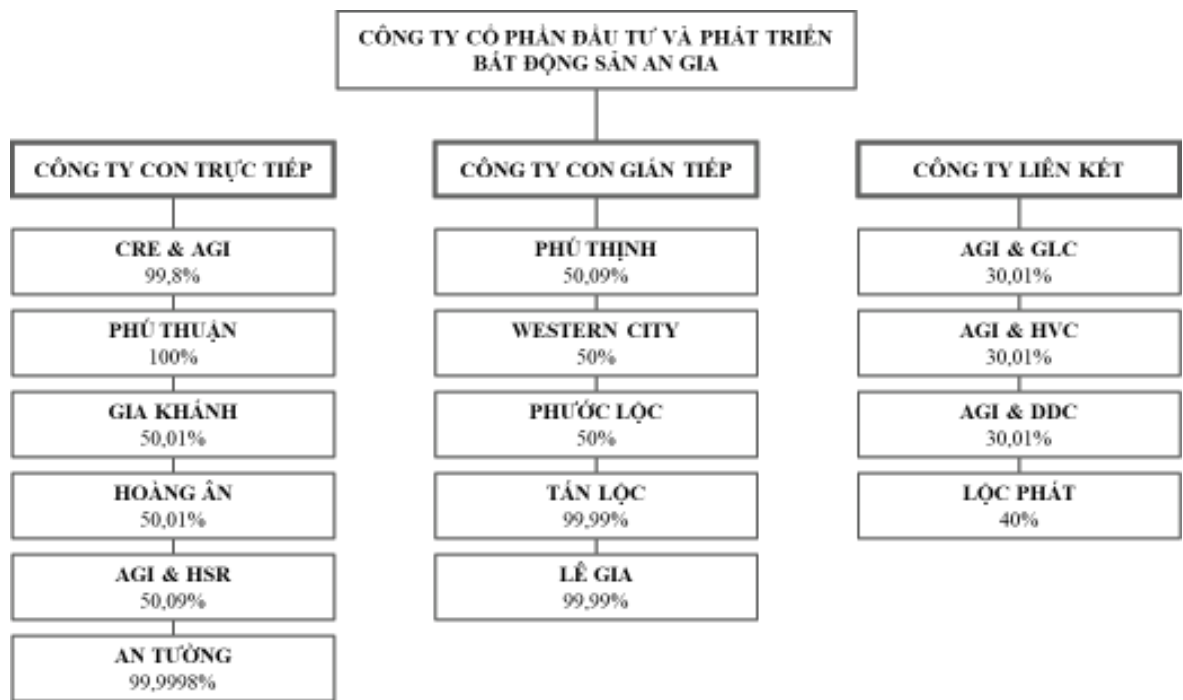 CÔNG TY CỔ PHẦN ĐẦU TƯ VÀ PHÁT TRIỂN
BẤT ĐỘNG SẢN AN GIA
CÔNG TY CON TRỰC TIẾP
CRE & AGI
99,8%
PHÚ THUẬN
100%
GIA KHÁNH
50,01%
HOÀNG ÂN
50,01%
AGI & HSR
50,09%
AN TƯỜNG
99,9998%
CÔNG TY CON GIÁN TIẾP
PHÚ THỊNH
50,09%
WESTERN CITY
50%
PHƯỚC LỘC
50%
TẤN LỘC
99,99%
LÊ GIA
99,99%
CÔNG TY LIÊN KẾT
AGI & GLC
30,01%
AGI & HVC
30,01%
AGI & DDC
30,01%
LỘC PHÁT
40%